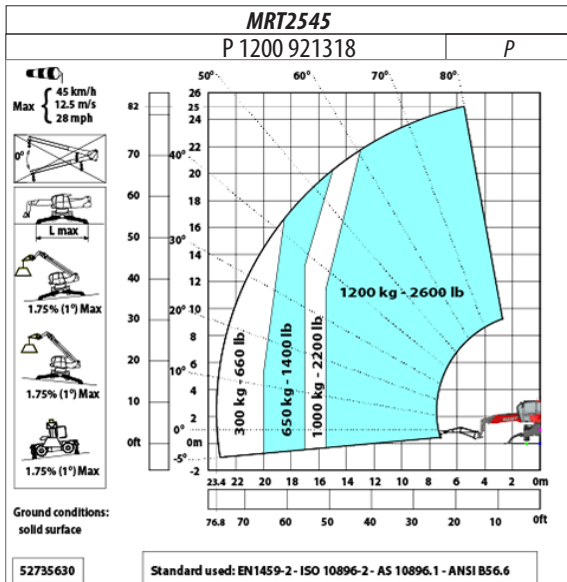 MRT2545
P 1200 921318
P
Max
45 km/h
12.5 m/s
28 mph
0°
L max
1.75% (1°) Max
1.75% (1°) Max
1.75% (1°) Max
Ground conditions:
solid surface
50°
60°
70°
80°
40°
30°
20°
10°
0°
-5°
82
70
60
50
40
30
20
10
0ft
26
25
22
20
18
16
14
12
10
8
6
4
2
0m
-2
300 kg - 660 lb
650 kg - 1400 lb
1000 kg - 2200 lb
1200 kg - 2600 lb
23.4 22 20 18 16 14 12 10 8 6 4 2 0m
76.8 70 60 50 40 30 20 10 0ft
52735630
Standard used: EN1459-2 - ISO 10896-2 - AS 10896.1 - ANSI B56.6